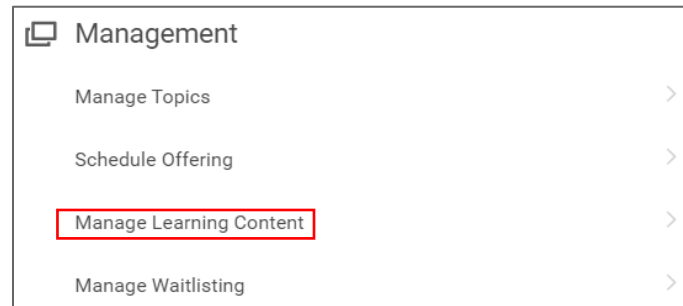 Management
Manage Topics
Schedule Offering
Manage Learning Content
Manage Waitlisting